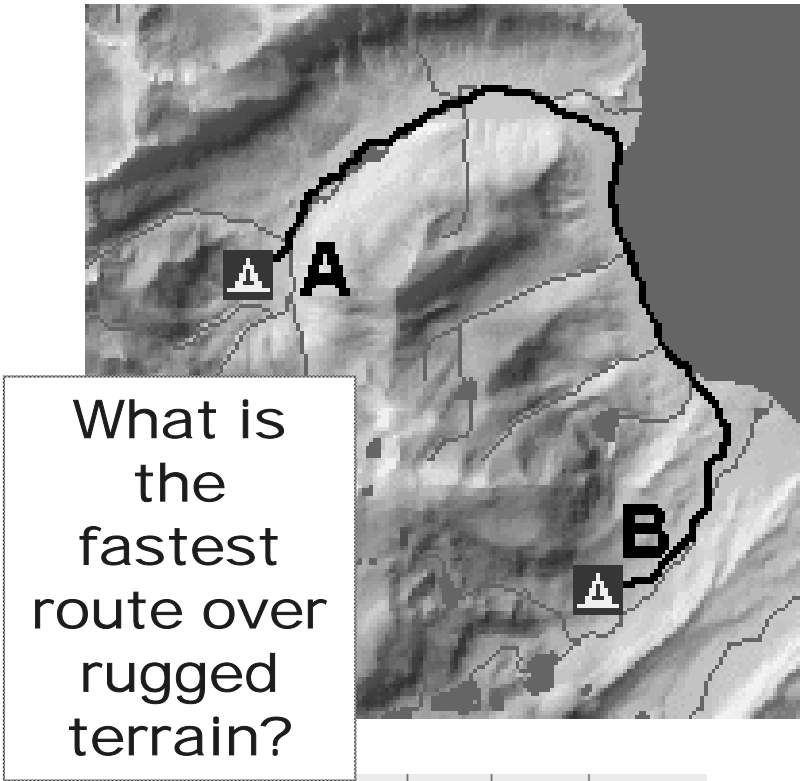 A
B
What is
the
fastest
route over
rugged
terrain?